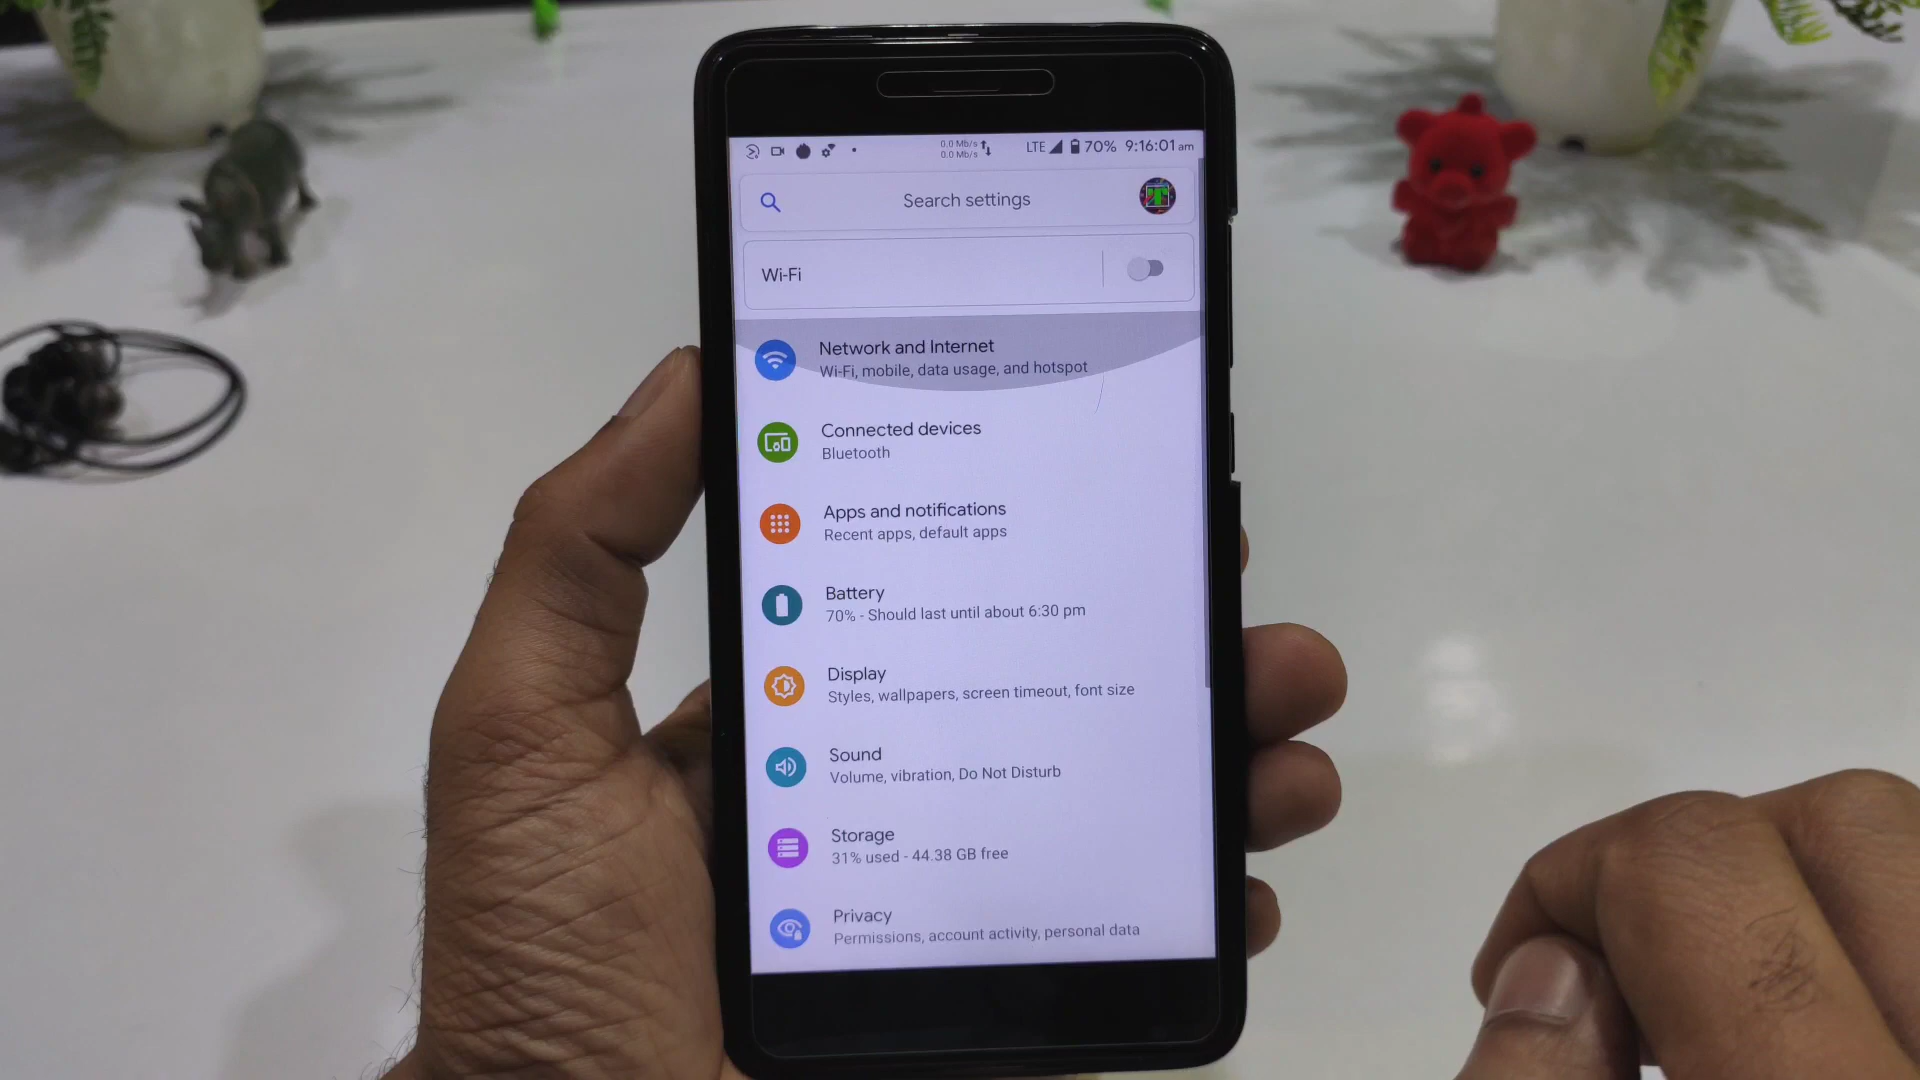 0.0 Mb/s
0.0 Mb/s
LTE 70% 9:16:01 am
Search settings
T
Wi-Fi
Network and Internet
Wi-Fi, mobile, data usage, and hotspot
Connected devices
Bluetooth
Apps and notifications
Recent apps, default apps
Battery
70% - Should last until about 6:30 pm
Display
Styles, wallpapers, screen timeout, font size
Sound
Volume, vibration, Do Not Disturb
Storage
31% used - 44.38 GB free
Privacy
Permissions, account activity, personal data